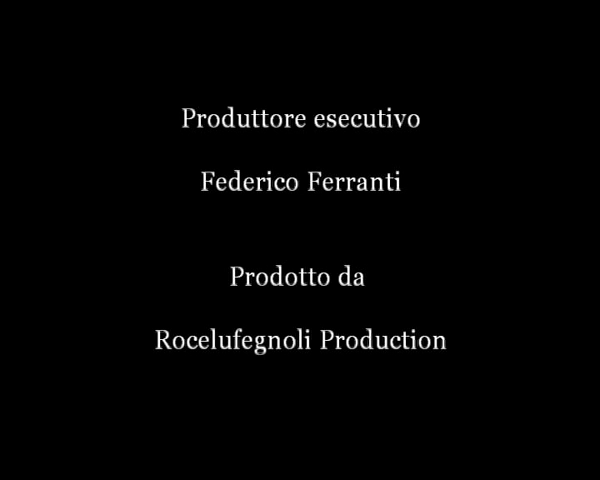 Produttore esecutivo
Federico Ferranti
Prodotto da
Rocelufegnoli Production